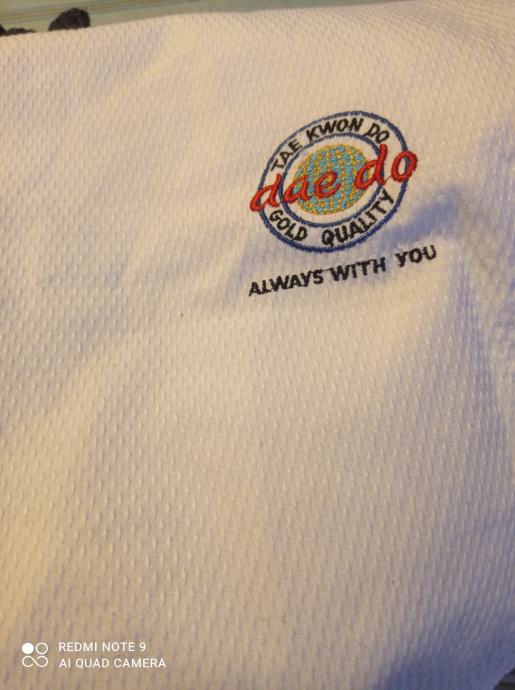 TAE KWON DO
dae do
GOLD QUALITY
ALWAYS WITH YOU
REDMI NOTE 9
AI QUAD CAMERA